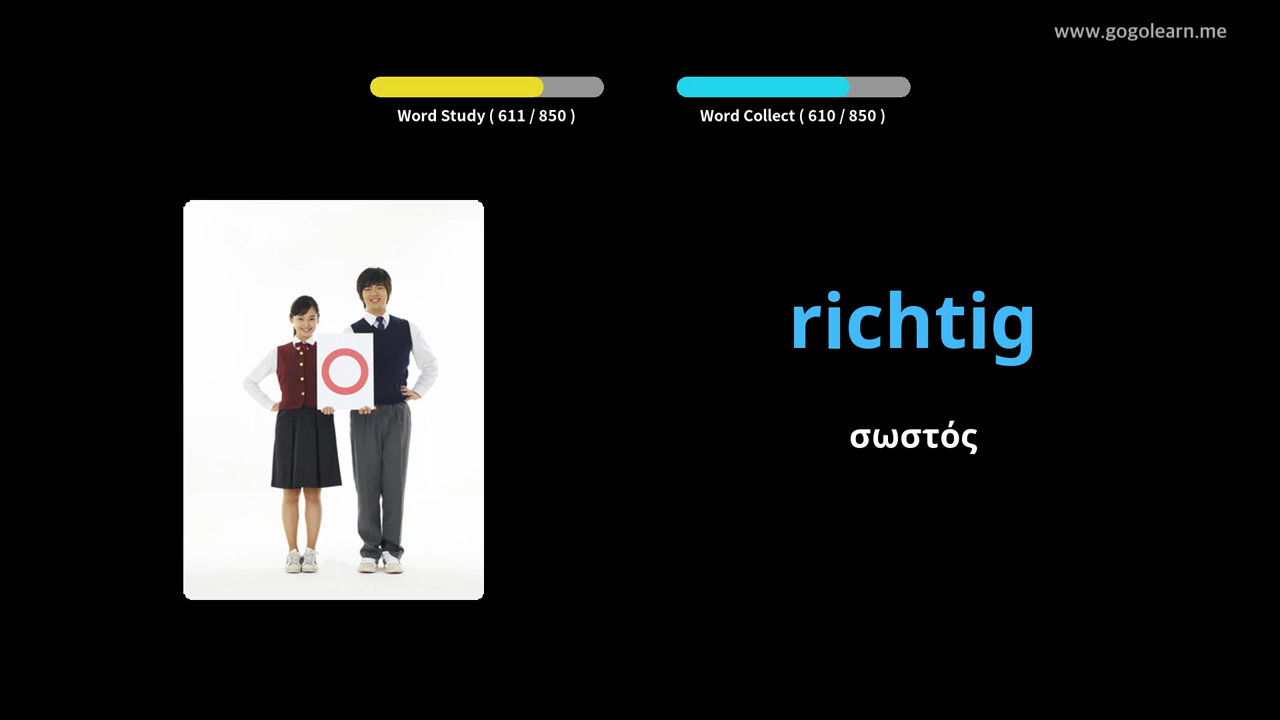 www.gogolearn.me
Word Study ( 611 / 850 )
Word Collect ( 610 / 850 )
richtig
σωστός